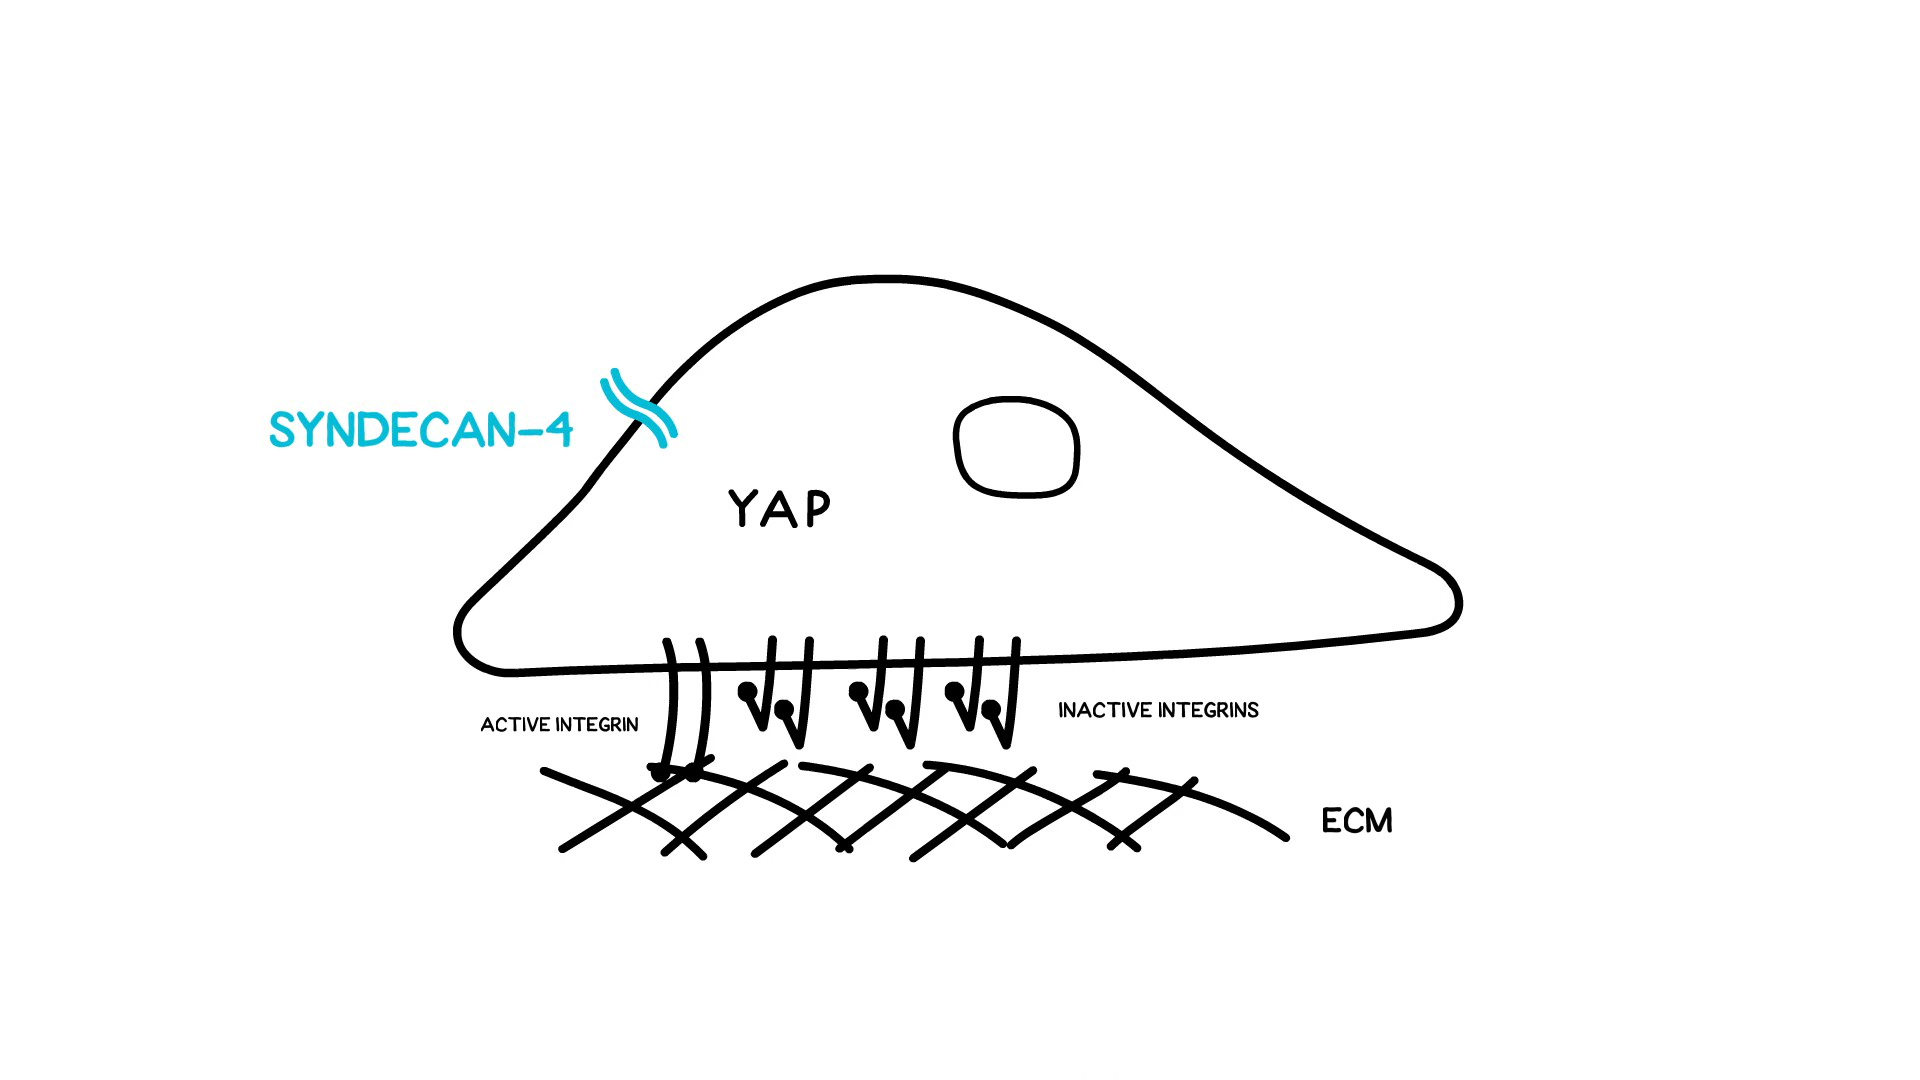 SYNDECAN-4
YAP
ACTIVE INTEGRIN
INACTIVE INTEGRINS
ECM